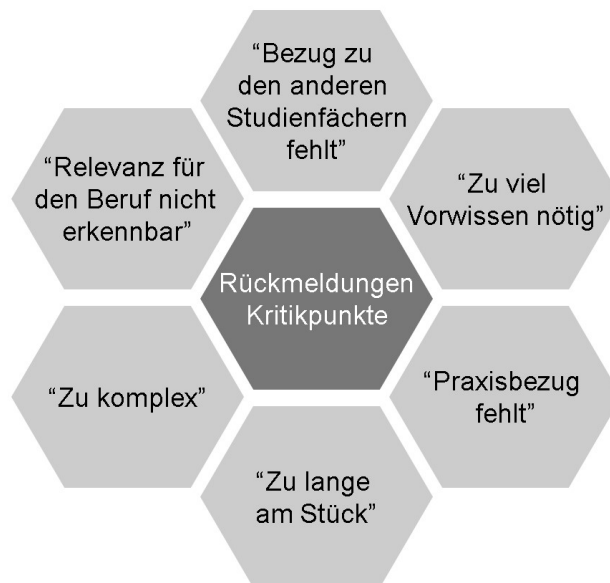 “Bezug zu
den anderen
Studienfächern
fehlt”
“Relevanz für
den Beruf nicht
erkennbar”
“Zu viel
Vorwissen nötig”
Rückmeldungen
Kritikpunkte
“Zu komplex”
“Praxisbezug
fehlt”
“Zu lange
am Stück”